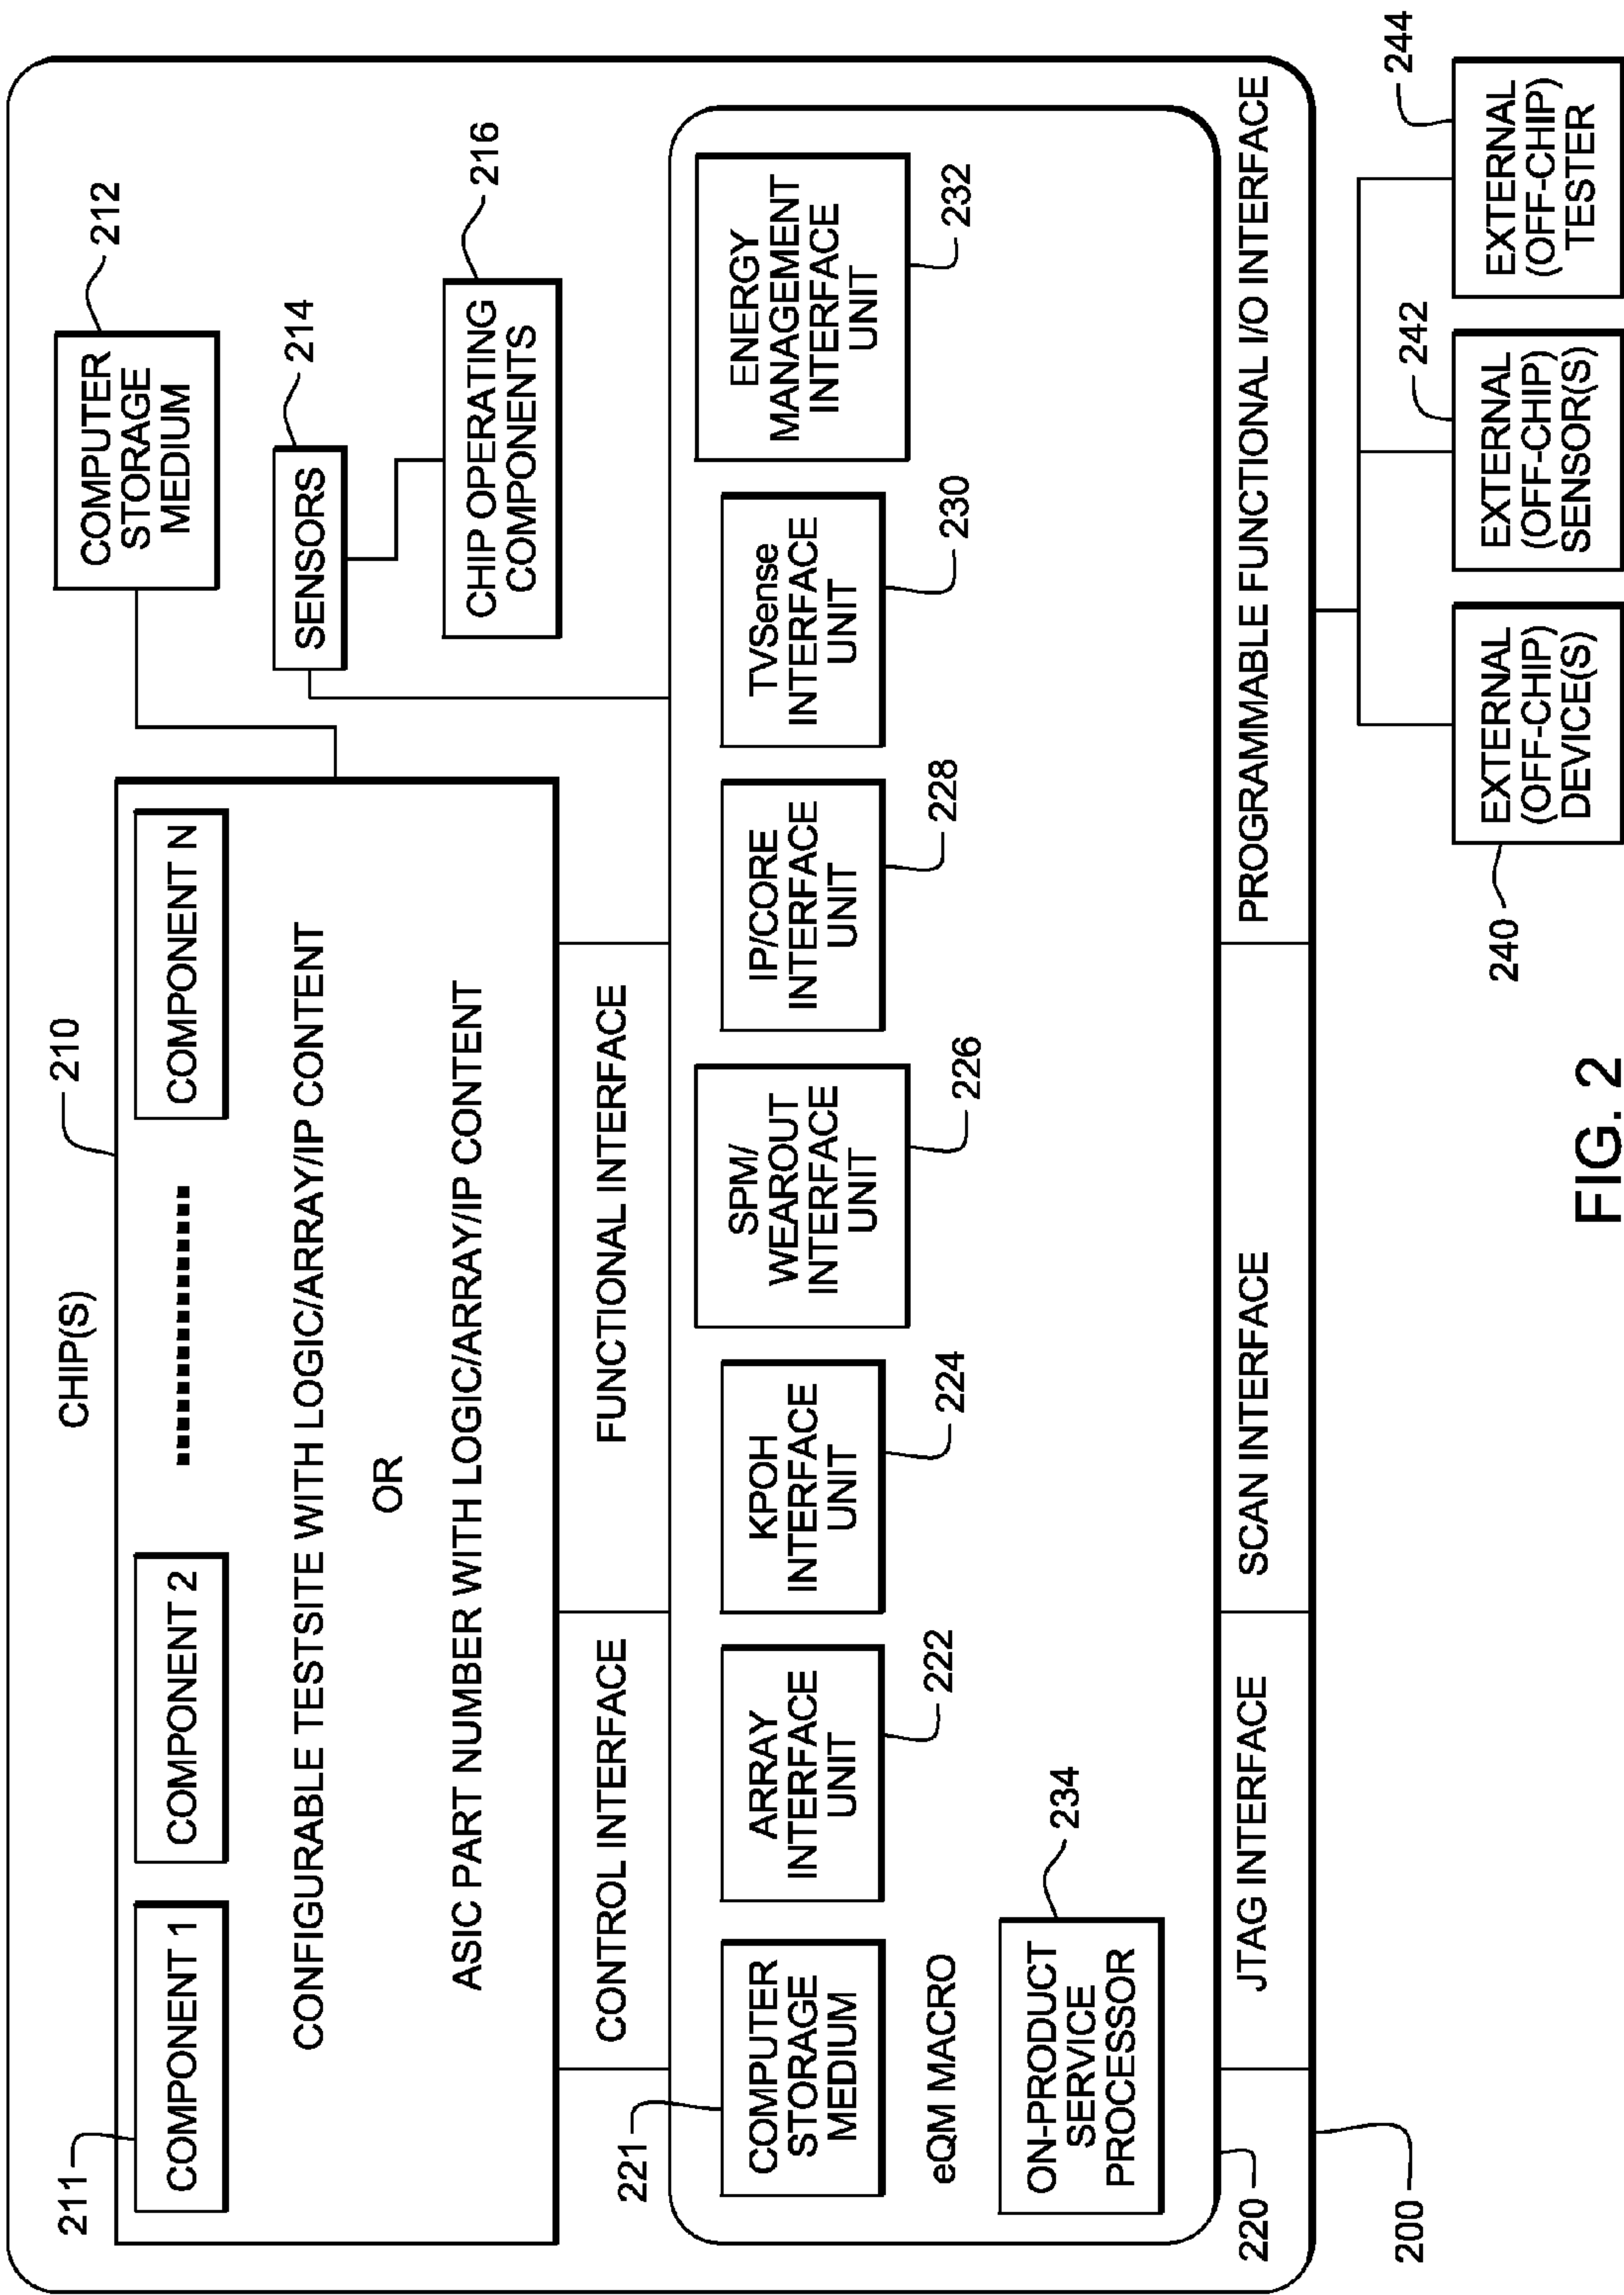 CHIP(S)
210
211
COMPONENT 1
COMPONENT 2
COMPONENT N
CONFIGURABLE TESTSITE WITH LOGIC/ARRAY/IP CONTENT
OR
ASIC PART NUMBER WITH LOGIC/ARRAY/IP CONTENT
COMPUTER
STORAGE
MEDIUM
212
SENSORS
214
CHIP OPERATING
COMPONENTS
216
CONTROL INTERFACE
FUNCTIONAL INTERFACE
221
COMPUTER
STORAGE
MEDIUM
ARRAY
INTERFACE
UNIT
222
KPOH
INTERFACE
UNIT
224
SPM/
WEAROUT
INTERFACE
UNIT
226
IP/CORE
INTERFACE
UNIT
228
TVSense
INTERFACE
UNIT
230
ENERGY
MANAGEMENT
INTERFACE
UNIT
232
eQM MACRO
ON-PRODUCT
SERVICE
PROCESSOR
234
220
JTAG INTERFACE
SCAN INTERFACE
PROGRAMMABLE FUNCTIONAL I/O INTERFACE
200
240
EXTERNAL
(OFF-CHIP)
DEVICE(S)
242
EXTERNAL
(OFF-CHIP)
SENSOR(S)
244
EXTERNAL
(OFF-CHIP)
TESTER
FIG. 2